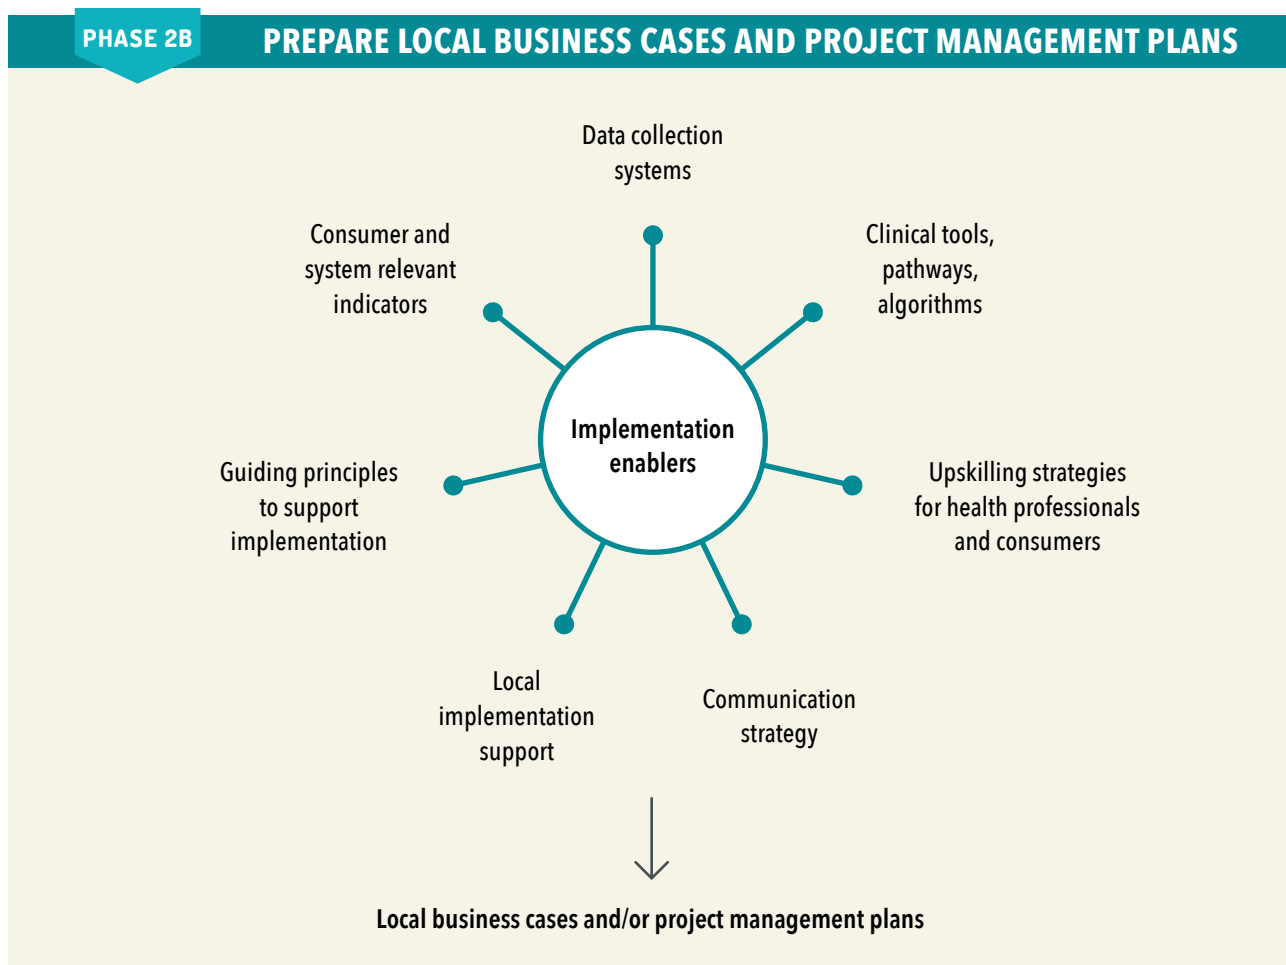 PHASE 2B
PREPARE LOCAL BUSINESS CASES AND PROJECT MANAGEMENT PLANS
Data collection
systems
Consumer and
system relevant
indicators
Clinical tools,
pathways,
algorithms
Implementation
enablers
Guiding principles
to support
implementation
Upskilling strategies
for health professionals
and consumers
Local
implementation
support
Communication
strategy
Local business cases and/or project management plans